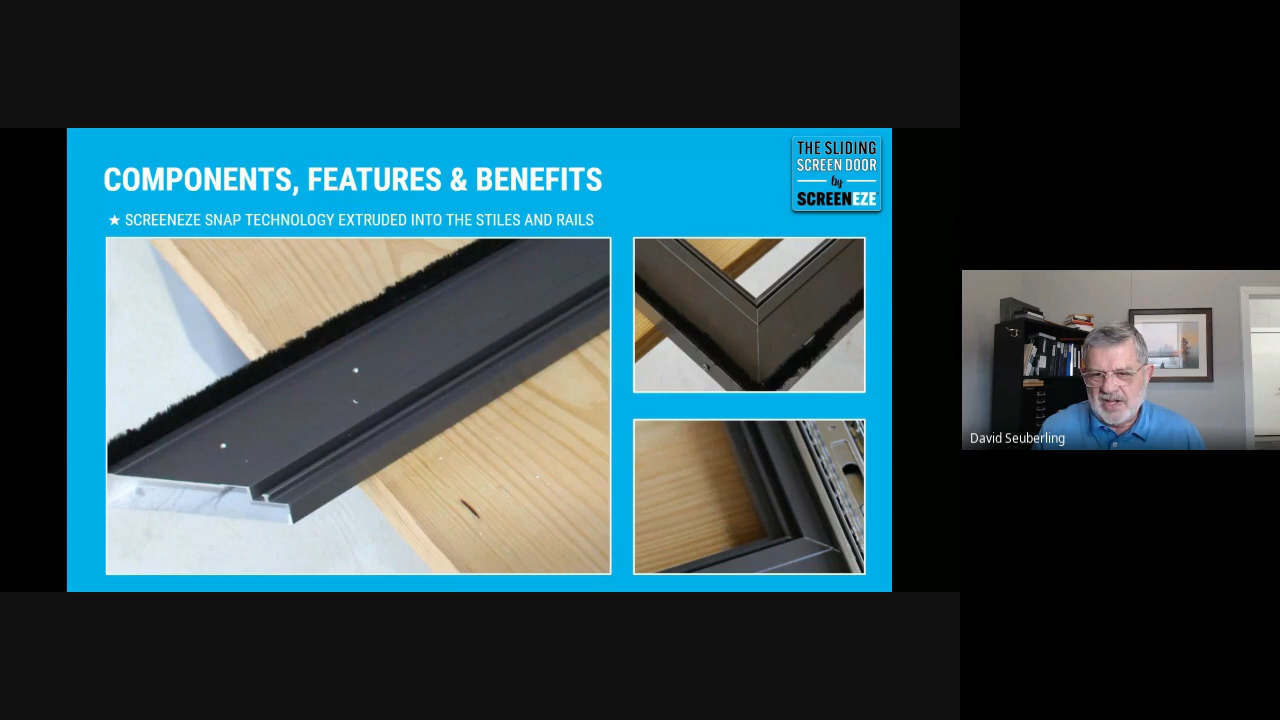 COMPONENTS, FEATURES & BENEFITS
★ SCREENEZE SNAP TECHNOLOGY EXTRUDED INTO THE STILES AND RAILS
THE SLIDING
SCREEN DOOR
by
SCREENEZE
David Seuberling